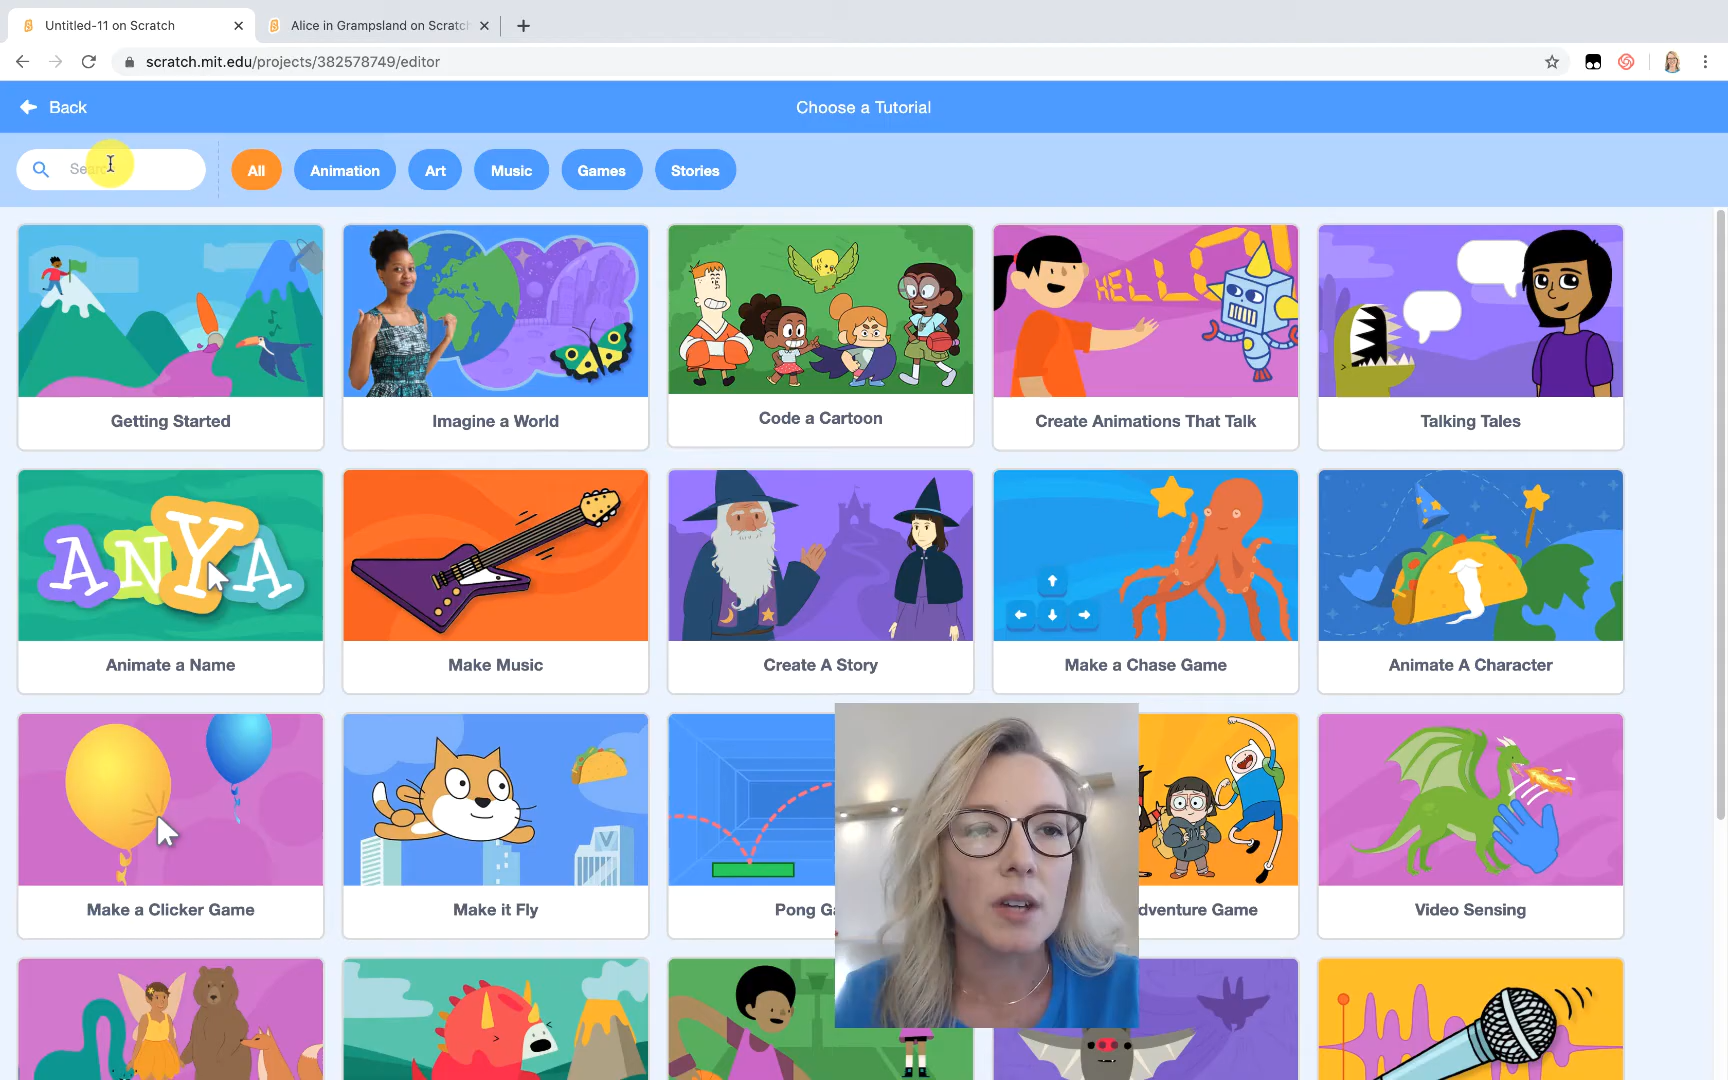 Untitled-11 on Scratch
Alice in Grampsland on Scratch
scratch.mit.edu/projects/382578749/editor
Back
Choose a Tutorial
Search
All
Animation
Art
Music
Games
Stories
HELLO
Getting Started
Imagine a World
Code a Cartoon
Create Animations That Talk
Talking Tales
ANYA
Animate a Name
Make Music
Create A Story
Make a Chase Game
Animate A Character
V
Make a Clicker Game
Make it Fly
Pong Ga
dventure Game
Video Sensing